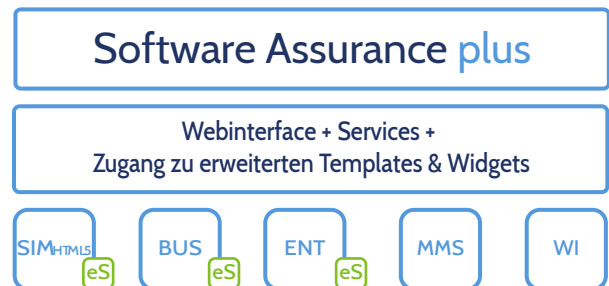 Software Assurance plus
Webinterface + Services +
Zugang zu erweiterten Templates & Widgets
SIMHTML5 BUS ENT MMS WI
eS eS eS